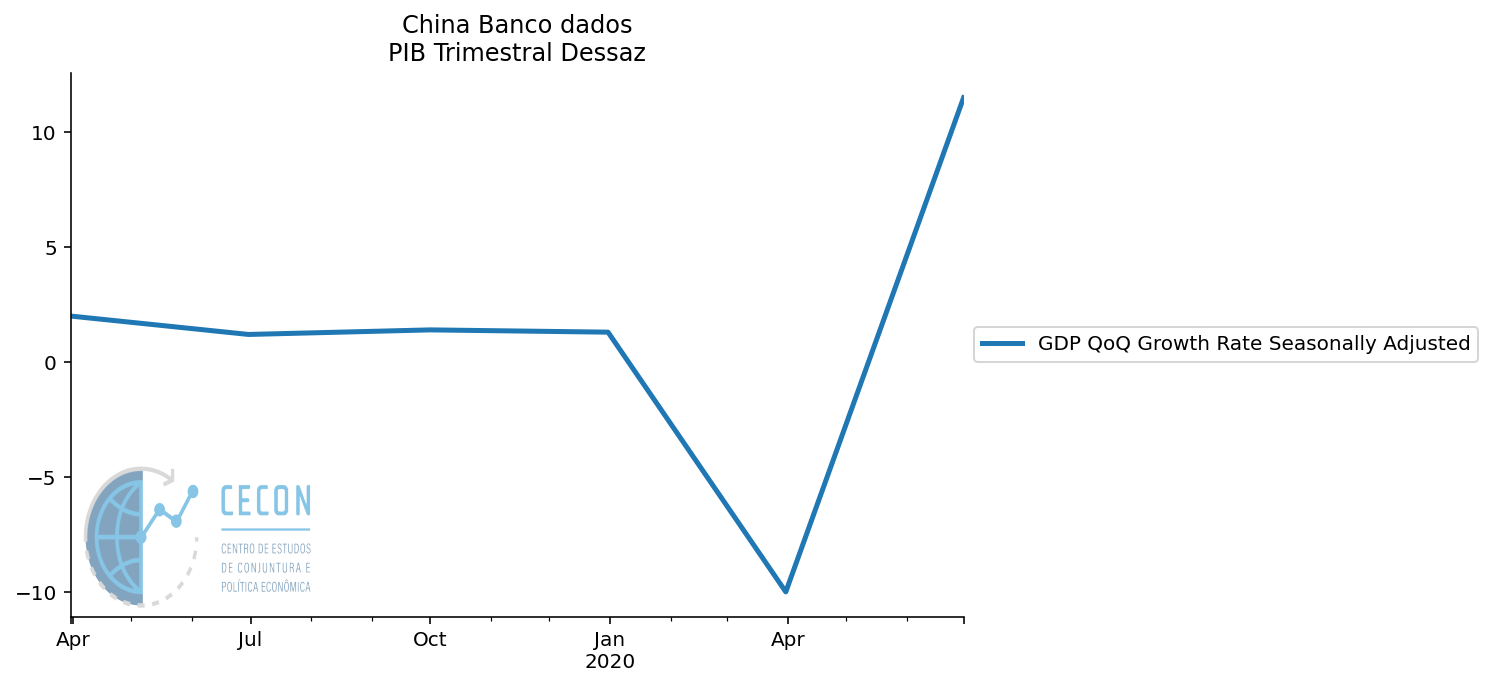 China Banco dados
PIB Trimestral Dessaz
10
5
0
−5
−10
Apr
Jul
Oct
Jan
2020
Apr
GDP QoQ Growth Rate Seasonally Adjusted
CECON
CENTRO DE ESTUDOS
DE CONJUNTURA E
POLÍTICA ECONÔMICA